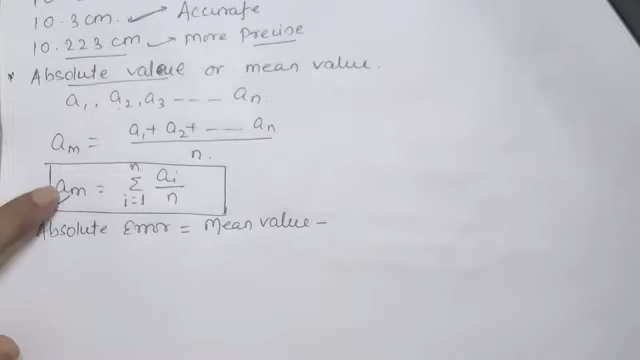 10.3 cm. Accurate
10.223 cm more Precise
* Absolute value or mean value.
a₁, a₂, a₃ ---- aₙ
aₘ = a₁ + a₂ + --- aₙ / n.
aₘ = Σ i=1 n aᵢ / n
Absolute Error = Mean value -